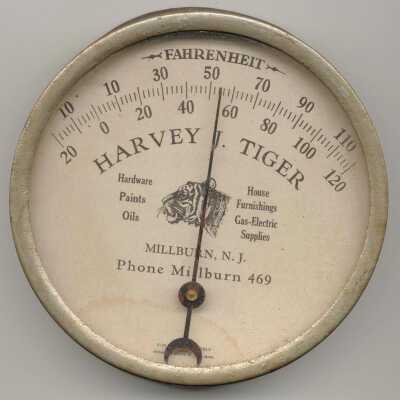 FAHRENHEIT
10 10 30 50 70 90 110
20 0 20 40 60 80 100 120
HARVEY J. TIGER
Hardware
Paints
Oils
House
Furnishings
Gas-Electric
Supplies
MILLBURN, N. J.
Phone Millburn 469